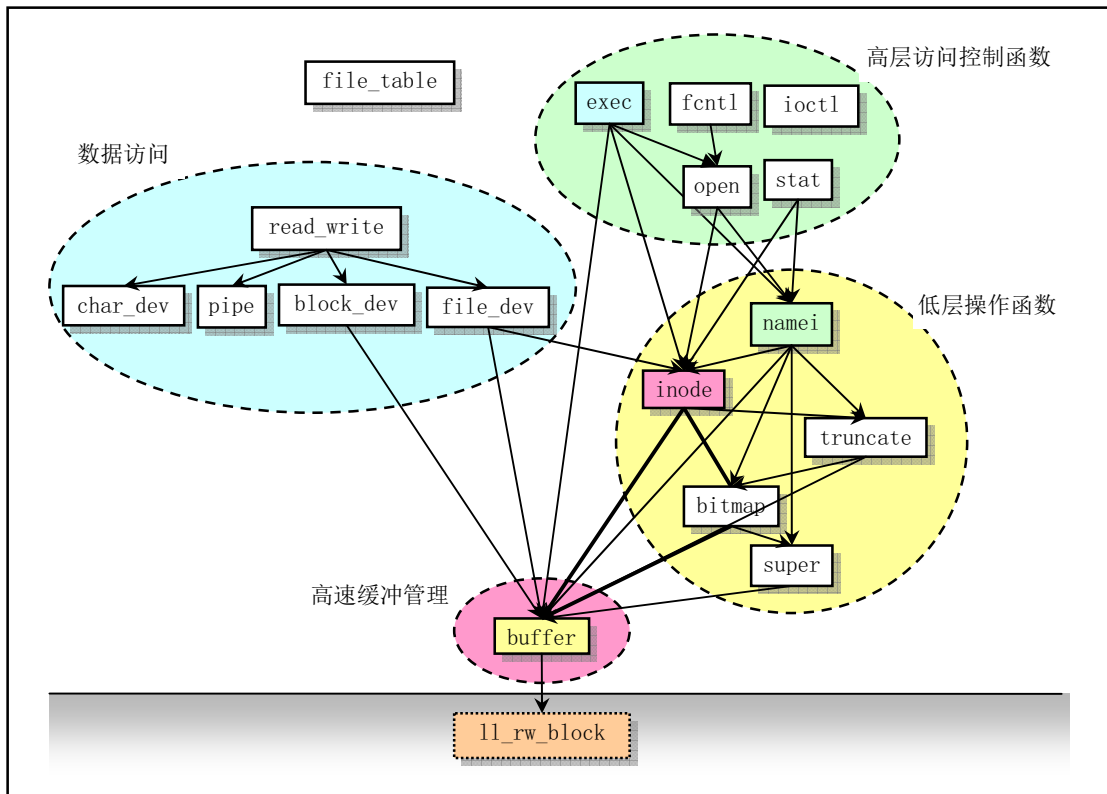 高层访问控制函数
file_table
exec
fcntl
ioctl
数据访问
open
stat
read_write
char_dev
pipe
block_dev
file_dev
低层操作函数
namei
inode
truncate
bitmap
super
高速缓冲管理
buffer
ll_rw_block